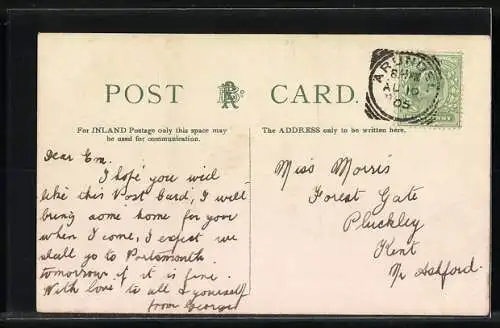 POST CARD.
For INLAND Postage only this space may
be used for communication.
The ADDRESS only to be written here.
Dear Em.
I hope you will
like this Post Card, I will
bring some home for you
when I come, I expect we
shall go to Portsmouth
tomorrow if it is fine.
With love to all & yourself
from George
Miss Morris
Forest Gate
Pluckley
Kent
Nr Ashford.
ARUNDEL
AU 10
05